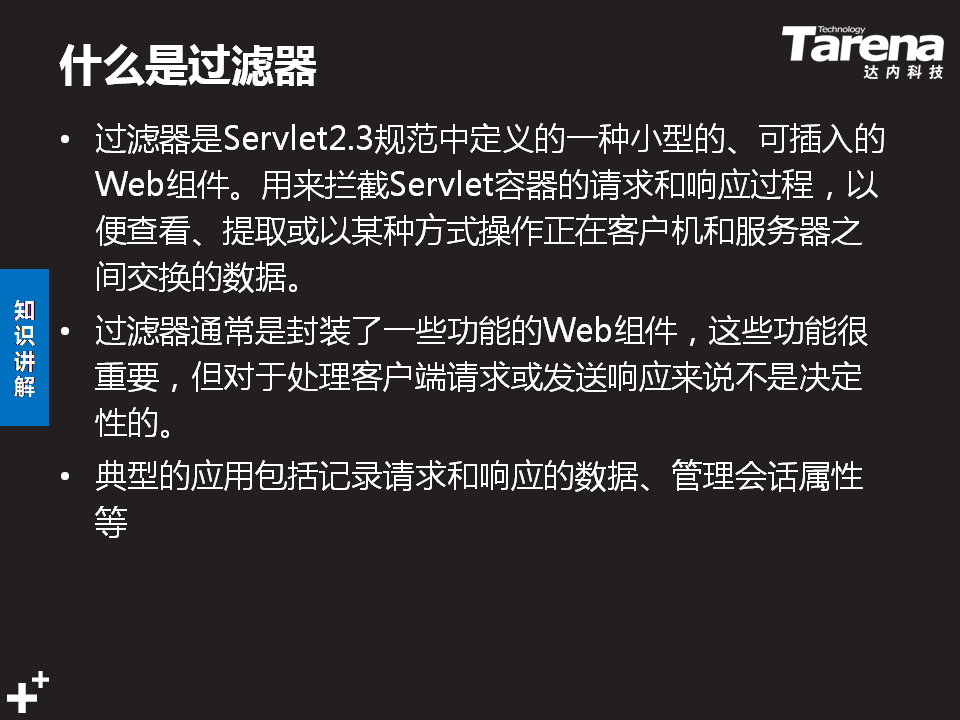 什么是过滤器
Technology
Tarena
达内科技
• 过滤器是Servlet2.3规范中定义的一种小型的、可插入的
Web组件。用来拦截Servlet容器的请求和响应过程，以
便查看、提取或以某种方式操作正在客户机和服务器之
间交换的数据。
• 过滤器通常是封装了一些功能的Web组件，这些功能很
重要，但对于处理客户端请求或发送响应来说不是决定
性的。
• 典型的应用包括记录请求和响应的数据、管理会话属性
等
知
识
讲
解